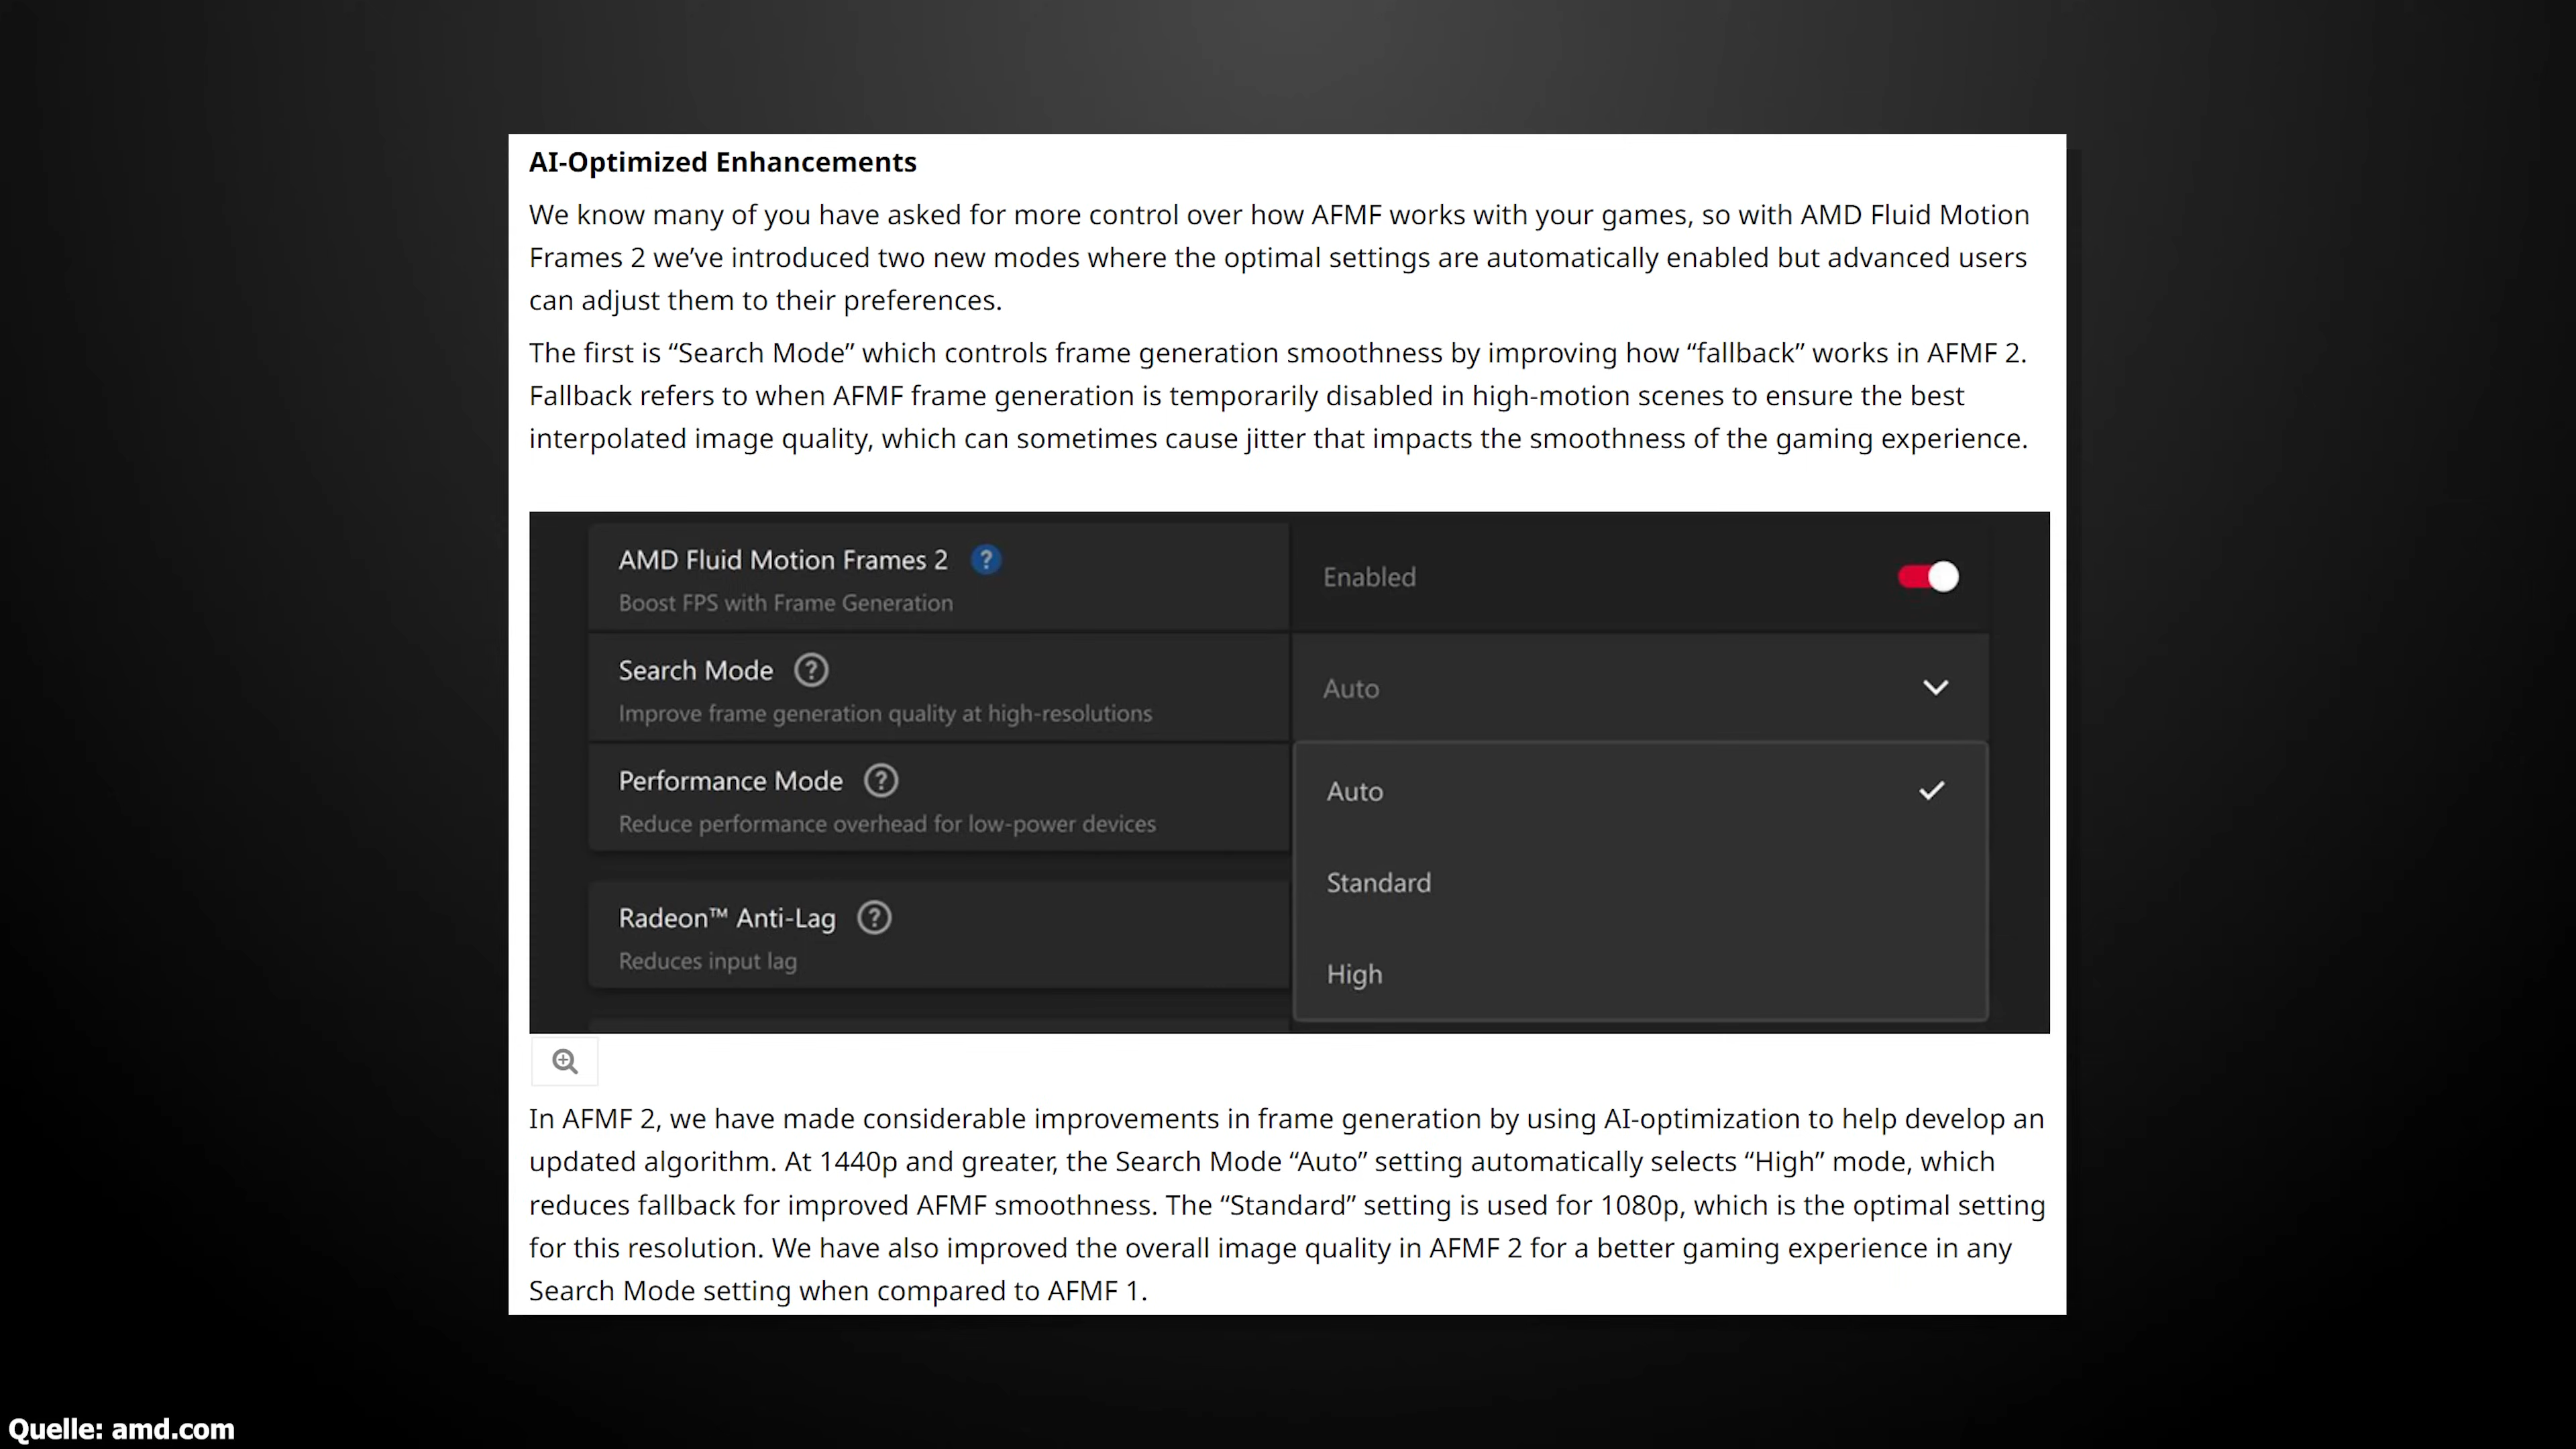 AI-Optimized Enhancements
We know many of you have asked for more control over how AFMF works with your games, so with AMD Fluid Motion
Frames 2 we’ve introduced two new modes where the optimal settings are automatically enabled but advanced users
can adjust them to their preferences.
The first is “Search Mode” which controls frame generation smoothness by improving how “fallback” works in AFMF 2.
Fallback refers to when AFMF frame generation is temporarily disabled in high-motion scenes to ensure the best
interpolated image quality, which can sometimes cause jitter that impacts the smoothness of the gaming experience.
AMD Fluid Motion Frames 2 ?
Boost FPS with Frame Generation
Enabled
Search Mode ?
Improve frame generation quality at high-resolutions
Auto
Performance Mode ?
Reduce performance overhead for low-power devices
Auto
Standard
High
Radeon™ Anti-Lag ?
Reduces input lag
In AFMF 2, we have made considerable improvements in frame generation by using AI-optimization to help develop an
updated algorithm. At 1440p and greater, the Search Mode “Auto” setting automatically selects “High” mode, which
reduces fallback for improved AFMF smoothness. The “Standard” setting is used for 1080p, which is the optimal setting
for this resolution. We have also improved the overall image quality in AFMF 2 for a better gaming experience in any
Search Mode setting when compared to AFMF 1.
Quelle: amd.com